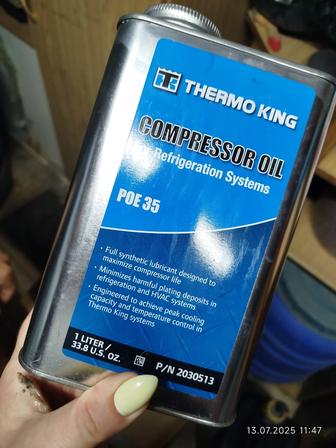 THERMO KING
COMPRESSOR OIL
Refrigeration Systems
POE 35
• Full synthetic lubricant designed to
maximize compressor life
• Minimizes harmful plating deposits in
refrigeration and HVAC systems
• Engineered to achieve peak cooling
capacity and temperature control in
Thermo King systems
1 LITER /
33.8 U.S. OZ.
P/N 2030513
13.07.2025 11:47